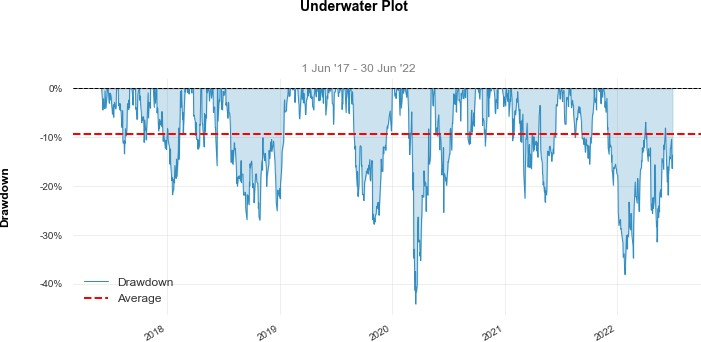 Underwater Plot
1 Jun '17 - 30 Jun '22
Drawdown
0%
-10%
-20%
-30%
-40%
Drawdown
Average
2018
2019
2020
2021
2022